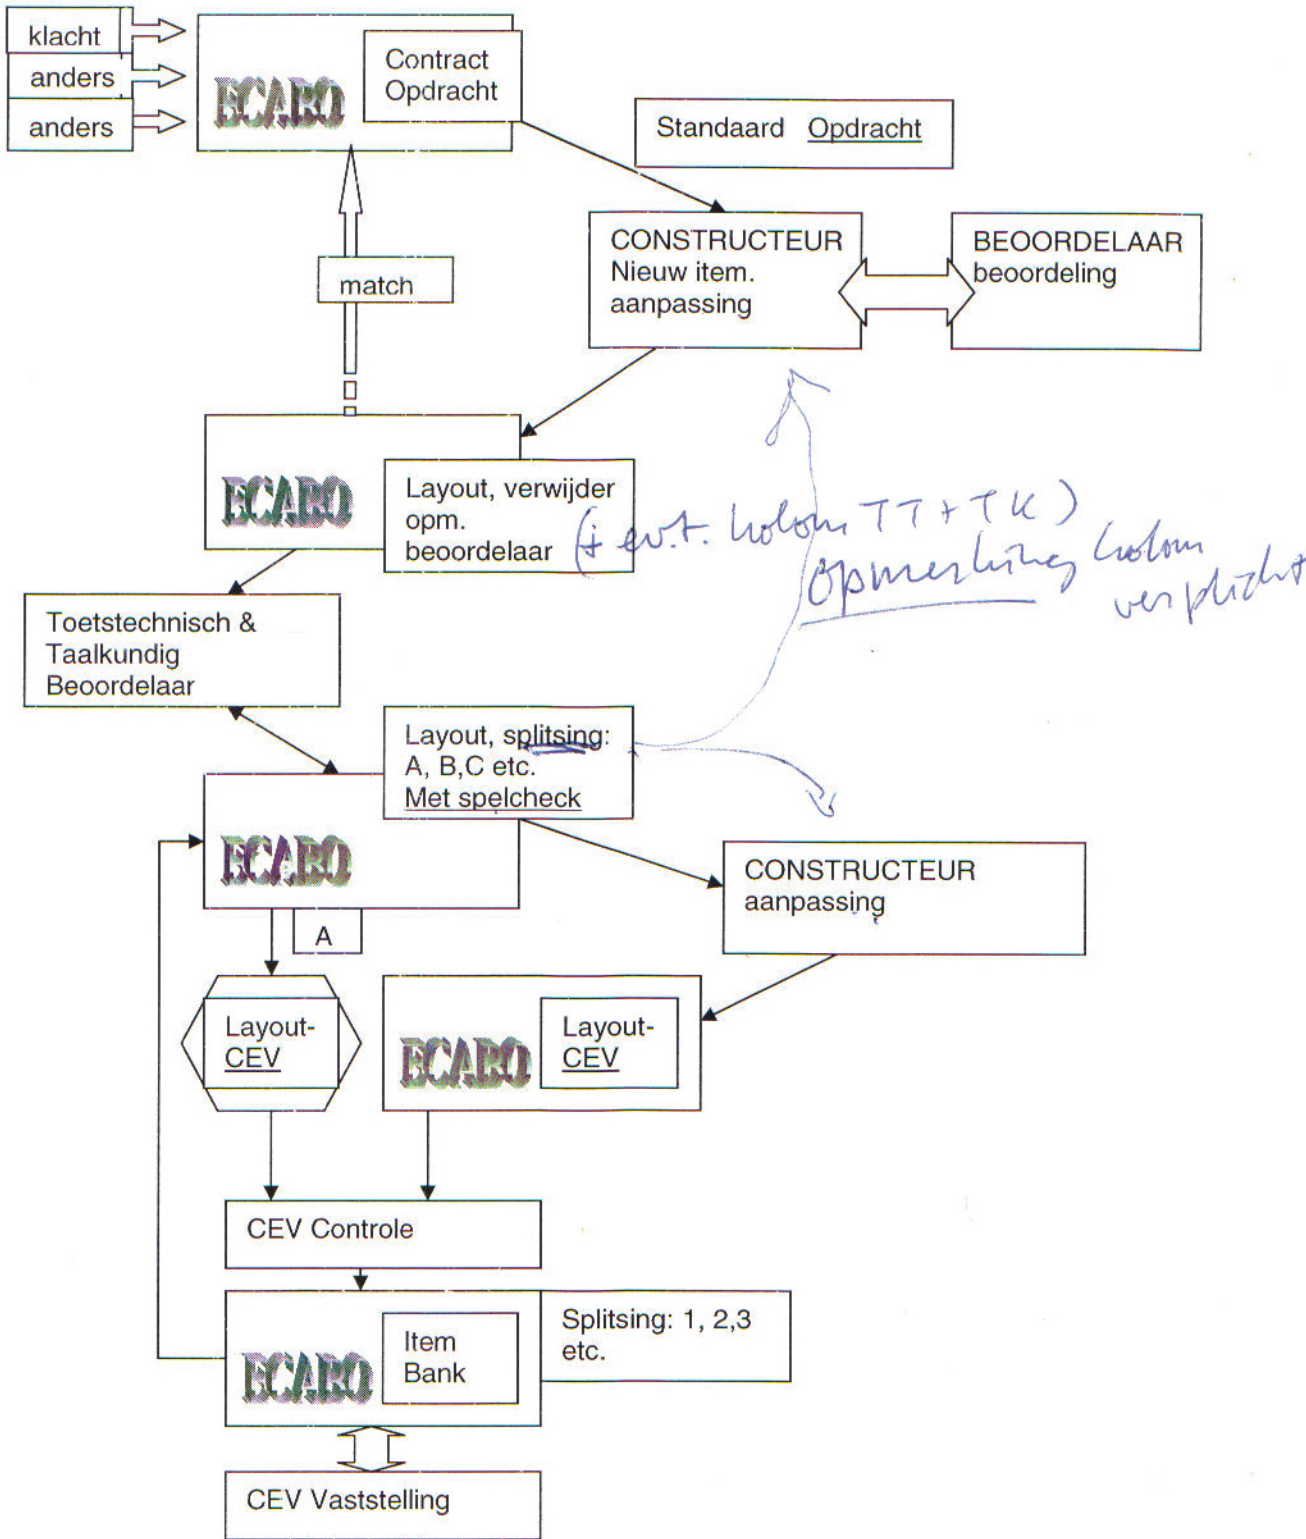 klacht
anders
anders
ECABO
Contract
Opdracht
Standaard Opdracht
CONSTRUCTEUR
Nieuw item.
aanpassing
BEOORDELAAR
beoordeling
match
ECABO
Layout, verwijder
opm.
beoordelaar
(+ evt. kolom TT + TK)
opmerking kolom
verplicht
Toetstechnisch &
Taalkundig
Beoordelaar
Layout, splitsing:
A, B,C etc.
Met spelcheck
ECABO
CONSTRUCTEUR
aanpassing
A
Layout-
CEV
ECABO
Layout-
CEV
CEV Controle
ECABO
Item
Bank
Splitsing: 1, 2,3
etc.
CEV Vaststelling